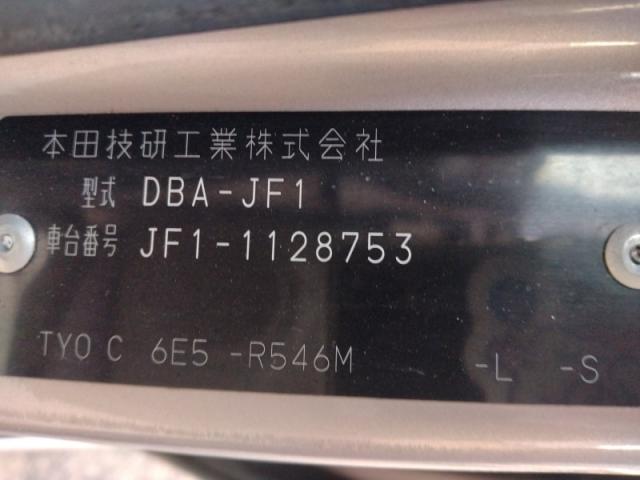 本田技研工業株式会社
型式 DBA-JF1
車台番号 JF1-1128753
TYO C 6E5 -R546M -L -S